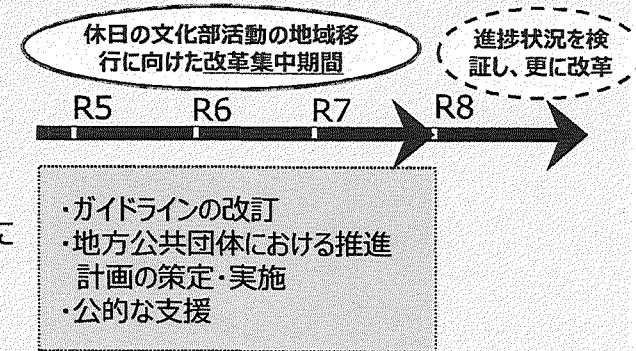 休日の文化部活動の地域移
行に向けた改革集中期間
進捗状況を検
証し、更に改革
R5 R6 R7 R8
・ガイドラインの改訂
・地方公共団体における推進
計画の策定・実施
・公的な支援
に